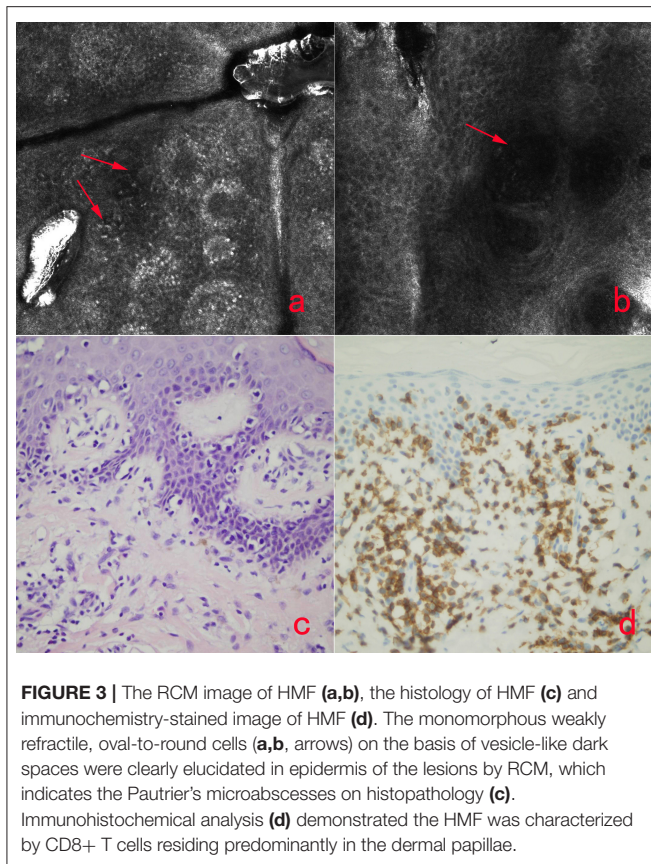 a
b
c
d
FIGURE 3 | The RCM image of HMF (a,b), the histology of HMF (c) and
immunochemistry-stained image of HMF (d). The monomorphous weakly
refractile, oval-to-round cells (a,b, arrows) on the basis of vesicle-like dark
spaces were clearly elucidated in epidermis of the lesions by RCM, which
indicates the Pautrier's microabscesses on histopathology (c).
Immunohistochemical analysis (d) demonstrated the HMF was characterized
by CD8+ T cells residing predominantly in the dermal papillae.